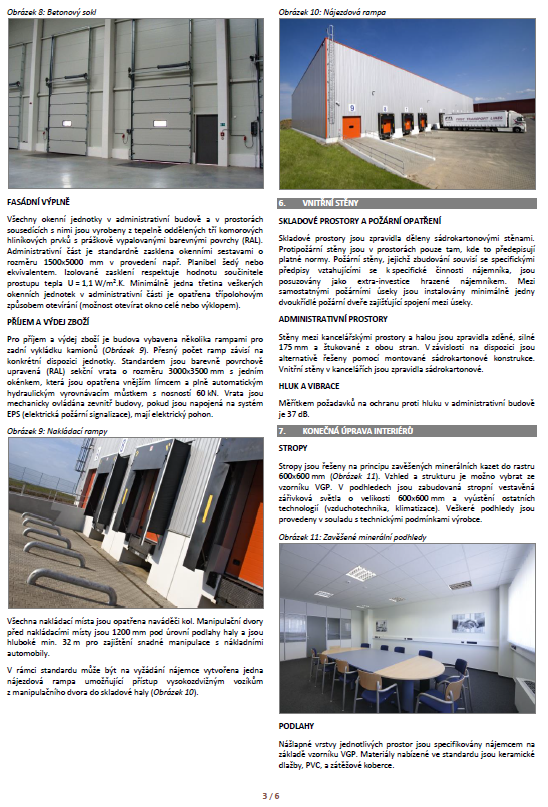 Obrázek 8: Betonový sokl
FASÁDNÍ VÝPLNĚ
Všechny okenní jednotky v administrativní budově a v prostorách
sousedících s ními jsou vyrobeny z tepelně oddělených tří komorových
hliníkových prvků s práškově vypalovanými barevnými povrchy (RAL).
Administrativní část je standardně zasklena okenními sestavami o
rozměru 1500x5000 mm v provedení např. Planibel šedý nebo
ekvivalentem. Izolované zasklení respektuje hodnotu součinitele
prostupu tepla U = 1,1 W/m².K. Minimálně jedna třetina veškerých
okenních jednotek v administrativní části je opatřena třípolohovým
způsobem otevírání (možnost otevírat okno celé nebo výklopem).
PŘÍJEM A VÝDEJ ZBOŽÍ
Pro příjem a výdej zboží je budova vybavena několika rampami pro
zadní vykládku kamionů (Obrázek 9). Přesný počet ramp závisí na
konkrétní dispozici jednotky. Standardem jsou barevně povrchově
upravená (RAL) sekční vrata o rozměru 3000x3500 mm s jedním
okénkem, která jsou opatřena vnějším límcem a plně automatickým
hydraulickým vyrovnávacím můstkem s nosností 60 kN. Vrata jsou
mechanicky ovládána zevnitř budovy, pokud jsou napojená na systém
EPS (elektrická požární signalizace), mají elektrický pohon.
Obrázek 9: Nakládací rampy
Všechna nakládací místa jsou opatřena naváděči kol. Manipulační dvory
před nakládacími místy jsou 1200 mm pod úrovní podlahy haly a jsou
hluboké min. 32 m pro zajištění snadné manipulace s nákladními
automobily.
V rámci standardu může být na vyžádání nájemce vytvořena jedna
nájezdová rampa umožňující přístup vysokozdvižným vozíkům
z manipulačního dvora do skladové haly (Obrázek 10).
Obrázek 10: Nájezdová rampa
9
6. VNITŘNÍ STĚNY
SKLADOVÉ PROSTORY A POŽÁRNÍ OPATŘENÍ
Skladové prostory jsou zpravidla děleny sádrokartonovými stěnami.
Protipožární stěny jsou v prostorách pouze tam, kde to předepisují
platné normy. Požární stěny, jejichž zbudování souvisí se specifickými
předpisy vztahujícími se k specifické činnosti nájemníka, jsou
posuzovány jako extra-investice hrazené nájemníkem. Mezi
samostatnými požárními úseky jsou instalovány minimálně jedny
dvoukřídlé požární dveře zajišťující spojení mezi úseky.
ADMINISTRATIVNÍ PROSTORY
Stěny mezi kancelářskými prostory a halou jsou zpravidla zděné, silné
175 mm a štukované z obou stran. V závislosti na dispozici jsou
alternativně řešeny pomocí montované sádrokartonové konstrukce.
Vnitřní stěny v kancelářích jsou zpravidla sádrokartonové.
HLUK A VIBRACE
Měřítkem požadavků na ochranu proti hluku v administrativní budově
je 37 dB.
7. KONEČNÁ ÚPRAVA INTERIÉRŮ
STROPY
Stropy jsou řešeny na principu zavěšených minerálních kazet do rastru
600x600 mm (Obrázek 11). Vzhled a strukturu je možno vybrat ze
vzorníku VGP. V podhledech jsou zabudovaná stropní vestavěná
zářivková světla o velikosti 600x600 mm a vyústění ostatních
technologií (vzduchotechnika, klimatizace). Veškeré podhledy jsou
provedeny v souladu s technickými podmínkami výrobce.
Obrázek 11: Zavěšené minerální podhledy
PODLAHY
Nášlapné vrstvy jednotlivých prostor jsou specifikovány nájemcem na
základě vzorníku VGP. Materiály nabízené ve standardu jsou keramické
dlažby, PVC, a zátěžové koberce.
3 / 6